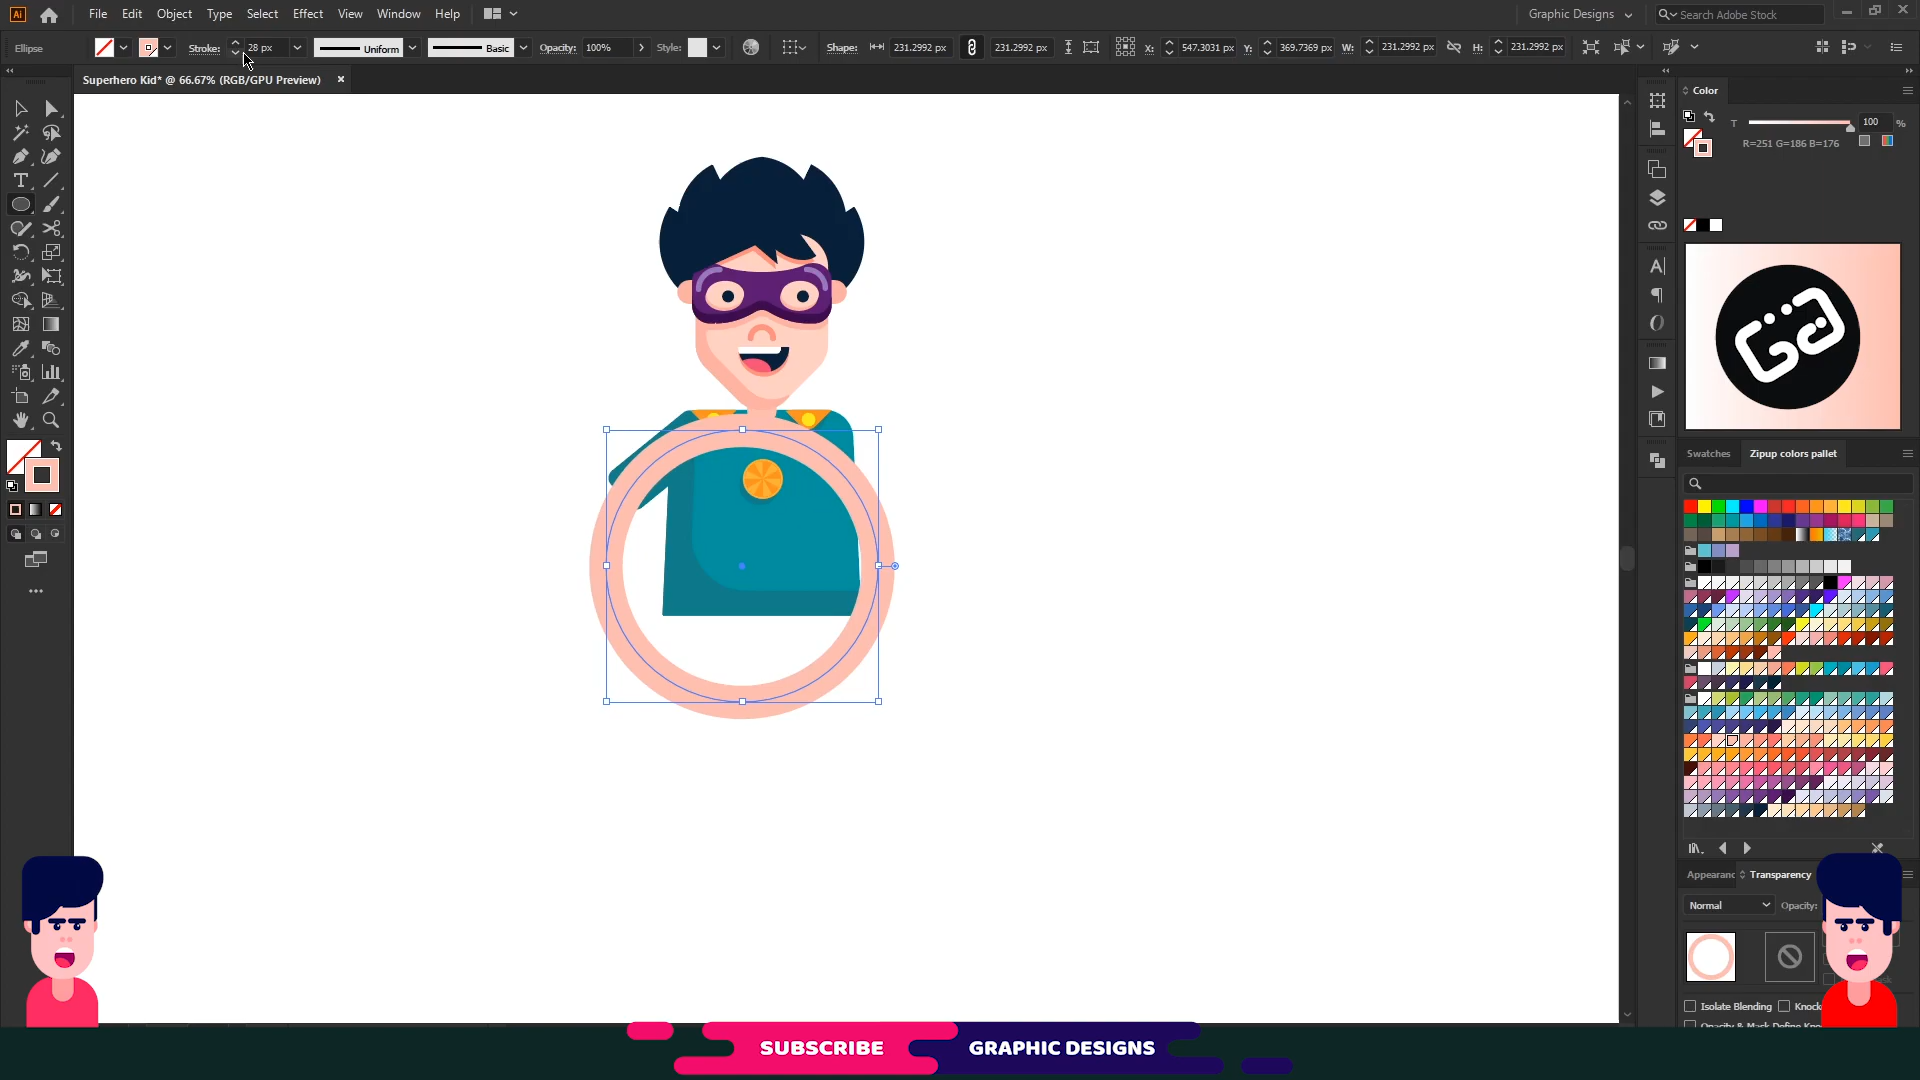 Ai File Edit Object Type Select Effect View Window Help Graphic Designs Search Adobe Stock
Ellipse Stroke: 28 px Uniform Basic Opacity: 100% Style: Shape: 231.2992 px 231.2992 px X: 547.3031 px Y: 369.7369 px W: 231.2992 px H: 231.2992 px
Superhero Kid* @ 66.67% (RGB/GPU Preview)
Color
T 100 %
R=251 G=186 B=176
Swatches Zipup colors pallet
Transparency
Normal Opacity:
Isolate Blending
SUBSCRIBE GRAPHIC DESIGNS